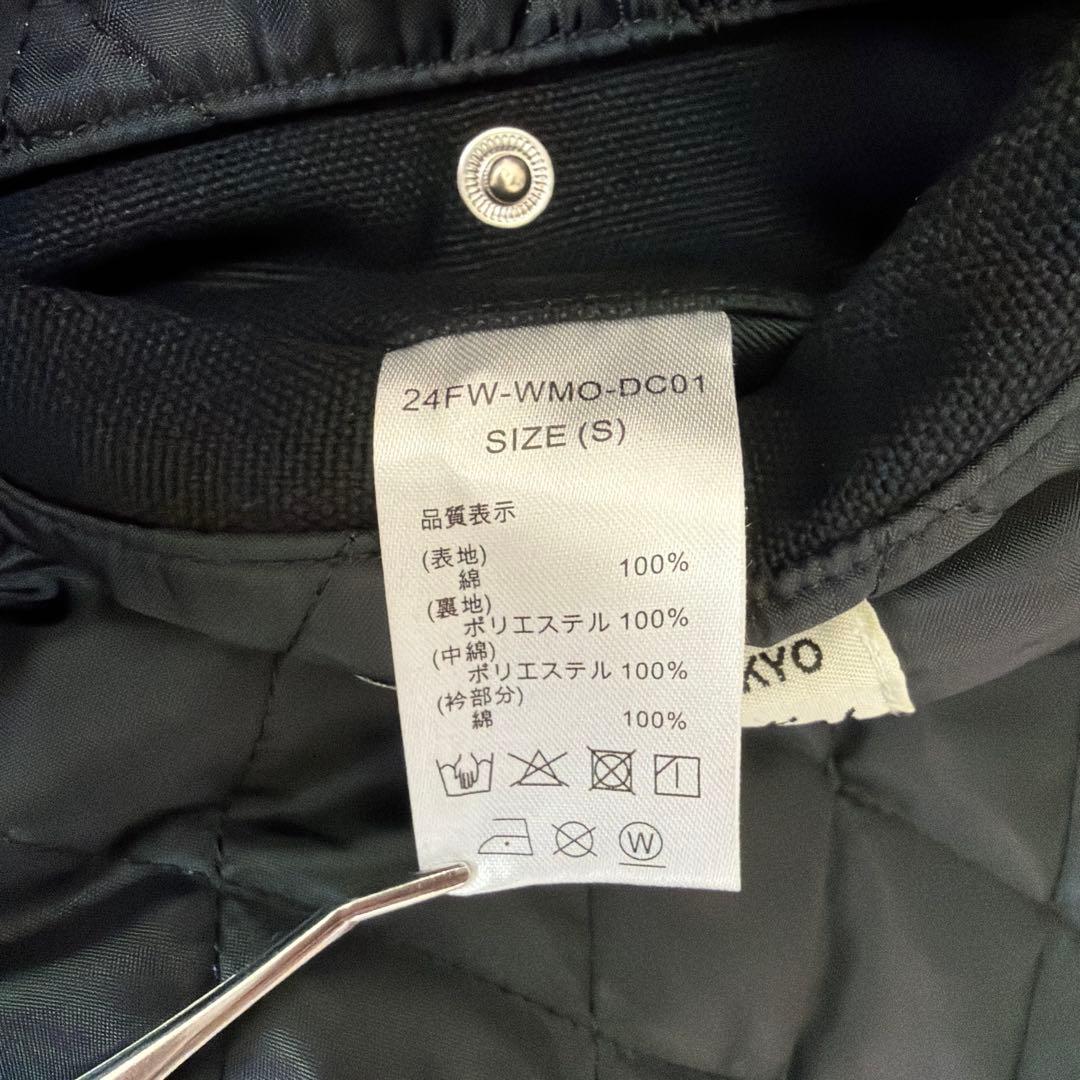 24FW-WMO-DC01
SIZE (S)
品質表示
(表地)
綿 100%
(裏地)
ポリエステル 100%
(中綿)
ポリエステル 100%
(衿部分)
綿 100%
W
KYO